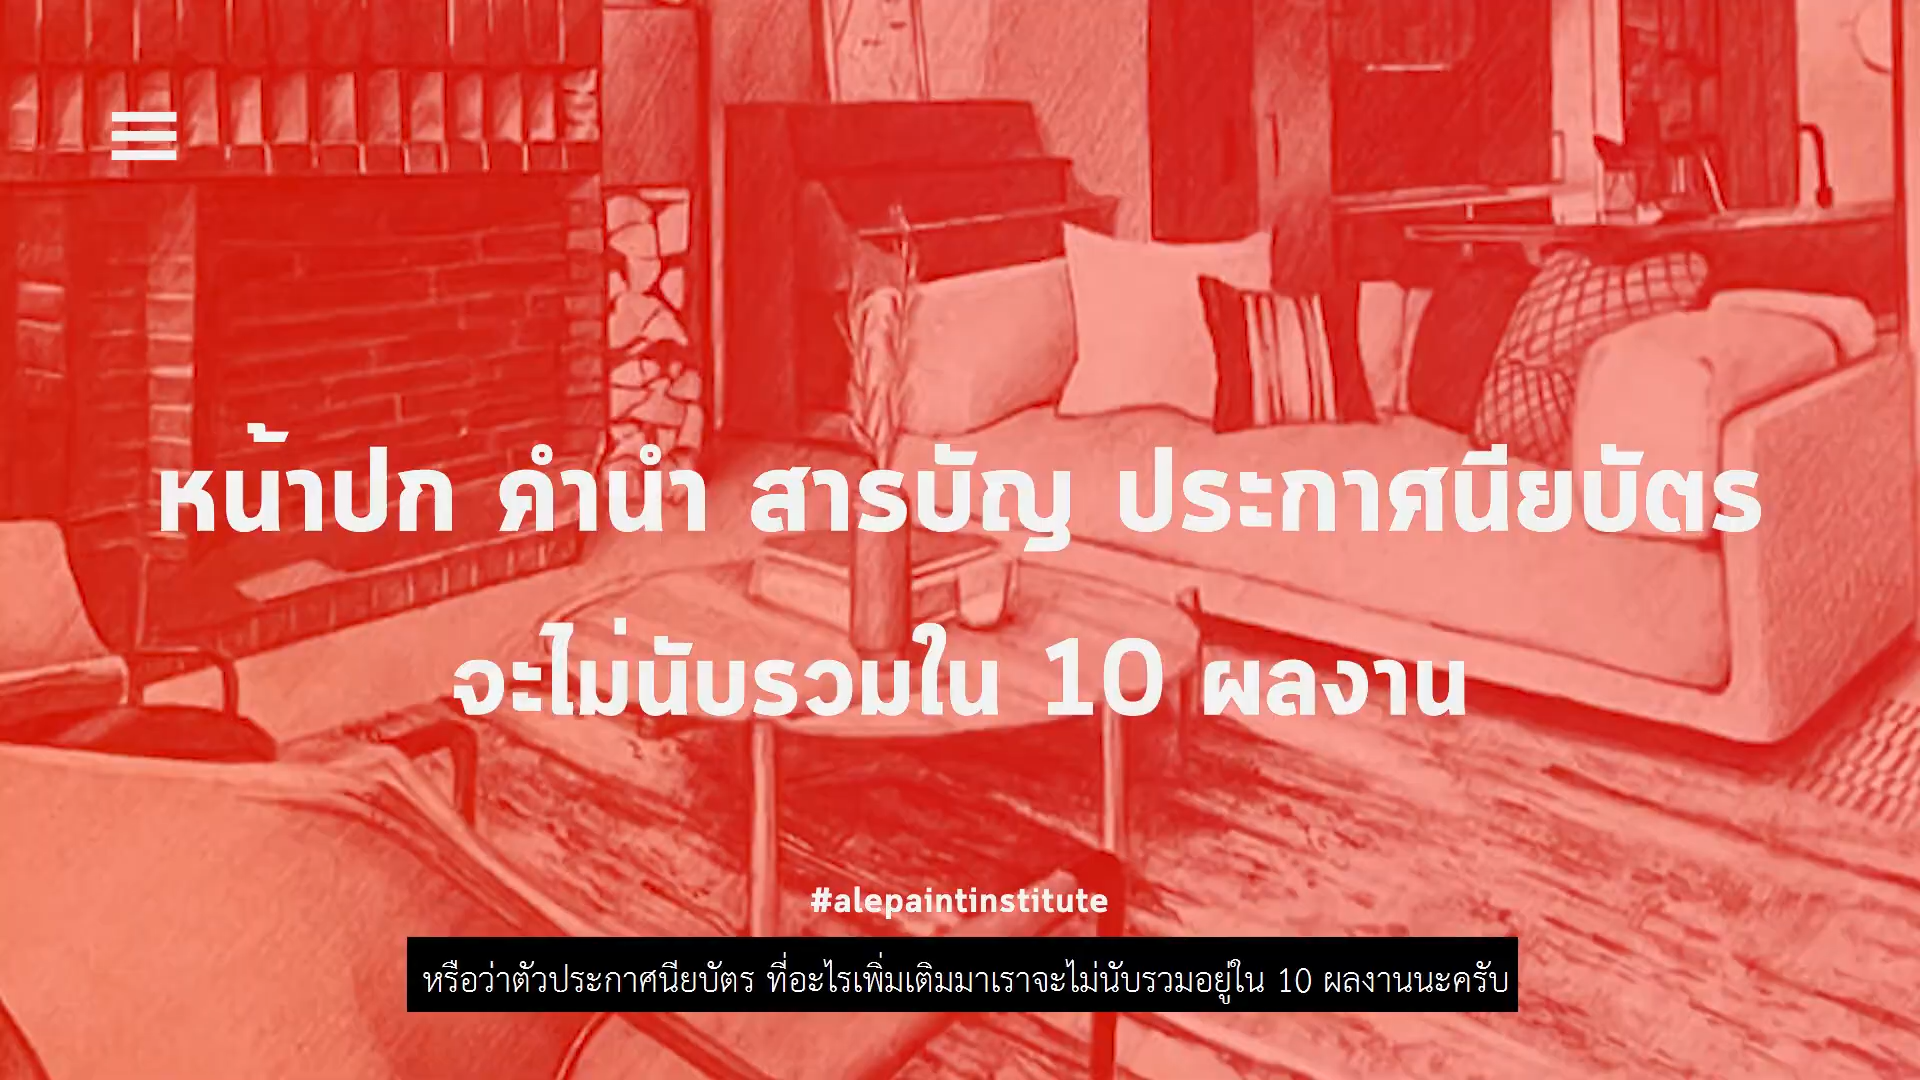 หน้าปก คำนำ สารบัญ ประกาศนียบัตร
จะไม่นับรวมใน 10 ผลงาน
#alepaintinstitute
หรือว่าตัวประกาศนียบัตร ที่อะไรเพิ่มเติมมาเราจะไม่นับรวมอยู่ใน 10 ผลงานนะครับ